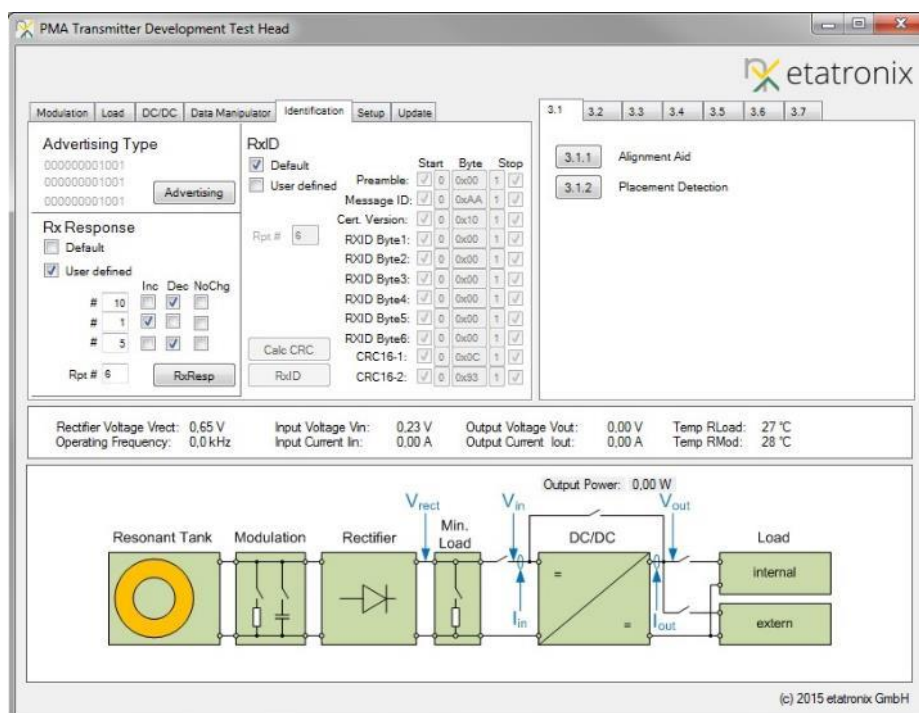 PMA Transmitter Development Test Head
etatronix
Modulation Load DC/DC Data Manipulator Identification Setup Update
3.1 3.2 3.3 3.4 3.5 3.6 3.7
Advertising Type
000000001001
000000001001
000000001001
Advertising
Rx Response
Default
User defined
Inc Dec NoChg
# 10
# 1
# 5
Rpt # 6 RxResp
RxID
Default
User defined
Rpt # 6
Calc CRC
RxID
Start Byte Stop
Preamble: 0 0x00 1
Message ID: 0 0xAA 1
Cert. Version: 0 0x10 1
RXID Byte1: 0 0x00 1
RXID Byte2: 0 0x00 1
RXID Byte3: 0 0x00 1
RXID Byte4: 0 0x00 1
RXID Byte5: 0 0x00 1
RXID Byte6: 0 0x00 1
CRC16-1: 0 0x0C 1
CRC16-2: 0 0x93 1
3.1.1 Alignment Aid
3.1.2 Placement Detection
Rectifier Voltage Vrect: 0,65 V Input Voltage Vin: 0,23 V Output Voltage Vout: 0,00 V Temp RLoad: 27 °C
Operating Frequency: 0,0 kHz Input Current Iin: 0,00 A Output Current Iout: 0,00 A Temp RMod: 28 °C
Output Power: 0,00 W
Vrect Vin Vout
Resonant Tank Modulation Rectifier Min. Load DC/DC Load
internal
= =
Iin Iout
extern
(c) 2015 etatronix GmbH